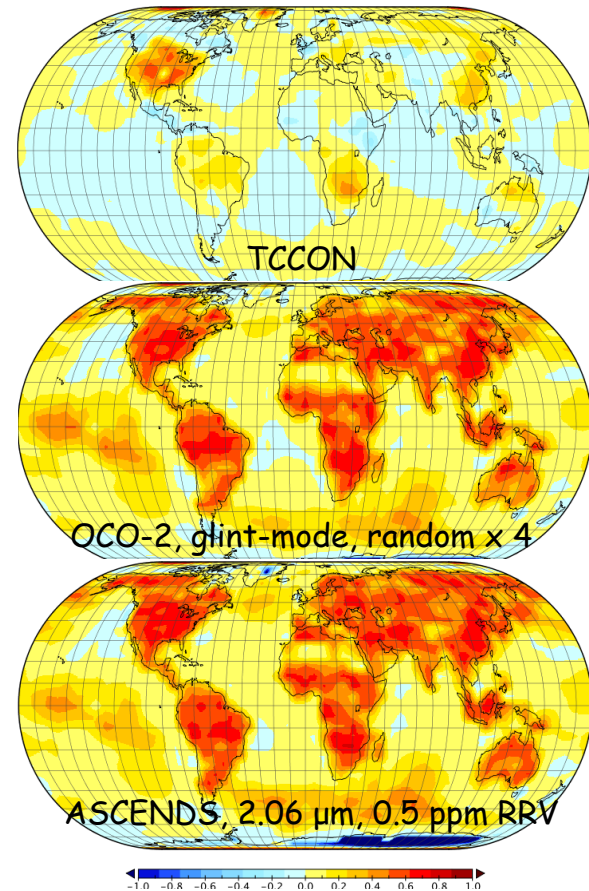 TCCON
OCO-2, glint-mode, random x 4
ASCENDS, 2.06 μm, 0.5 ppm RRV
−1.0 −0.8 −0.6 −0.4 −0.2 0.0 0.2 0.4 0.6 0.8 1.0